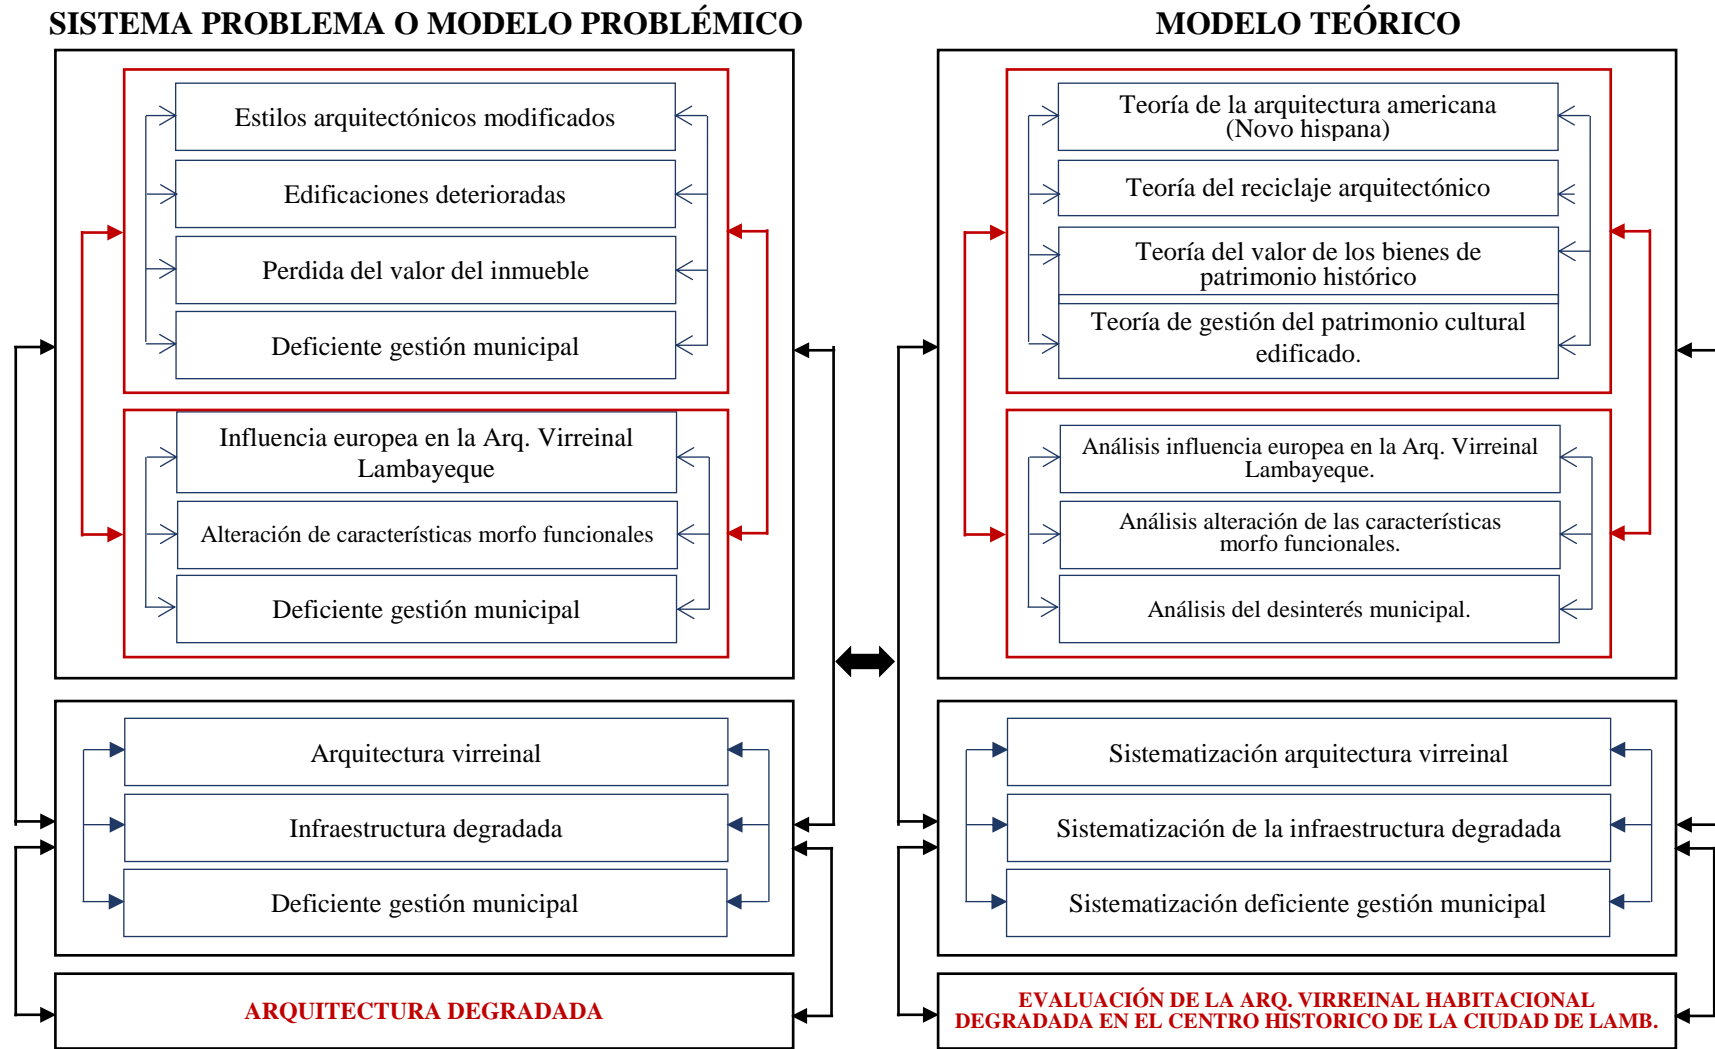 SISTEMA PROBLEMA O MODELO PROBLÉMICO
Estilos arquitectónicos modificados
Edificaciones deterioradas
Perdida del valor del inmueble
Deficiente gestión municipal
Influencia europea en la Arq. Virreinal
Lambayeque
Alteración de características morfo funcionales
Deficiente gestión municipal
Arquitectura virreinal
Infraestructura degradada
Deficiente gestión municipal
ARQUITECTURA DEGRADADA
MODELO TEÓRICO
Teoría de la arquitectura americana
(Novo hispana)
Teoría del reciclaje arquitectónico
Teoría del valor de los bienes de
patrimonio histórico
Teoría de gestión del patrimonio cultural
edificado.
Análisis influencia europea en la Arq. Virreinal
Lambayeque.
Análisis alteración de las características
morfo funcionales.
Análisis del desinterés municipal.
Sistematización arquitectura virreinal
Sistematización de la infraestructura degradada
Sistematización deficiente gestión municipal
EVALUACIÓN DE LA ARQ. VIRREINAL HABITACIONAL
DEGRADADA EN EL CENTRO HISTORICO DE LA CIUDAD DE LAMB.